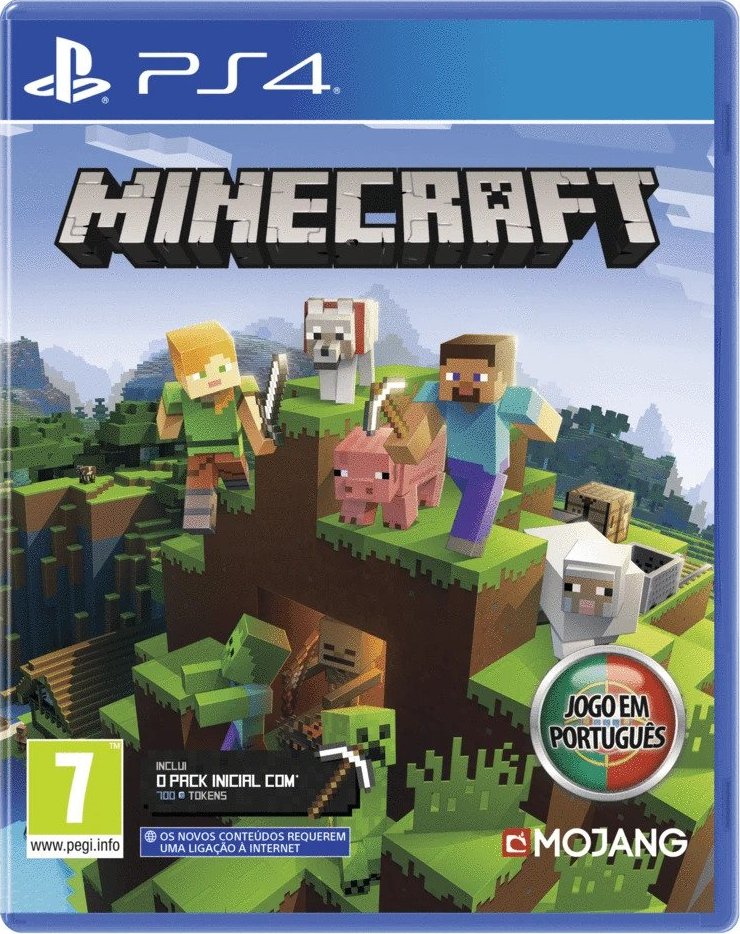 PS4
MINECRAFT
JOGO EM
PORTUGUÊS
7
www.pegi.info
INCLUI
O PACK INICIAL COM*
700 TOKENS
OS NOVOS CONTEÚDOS REQUEREM
UMA LIGAÇÃO À INTERNET
MOJANG